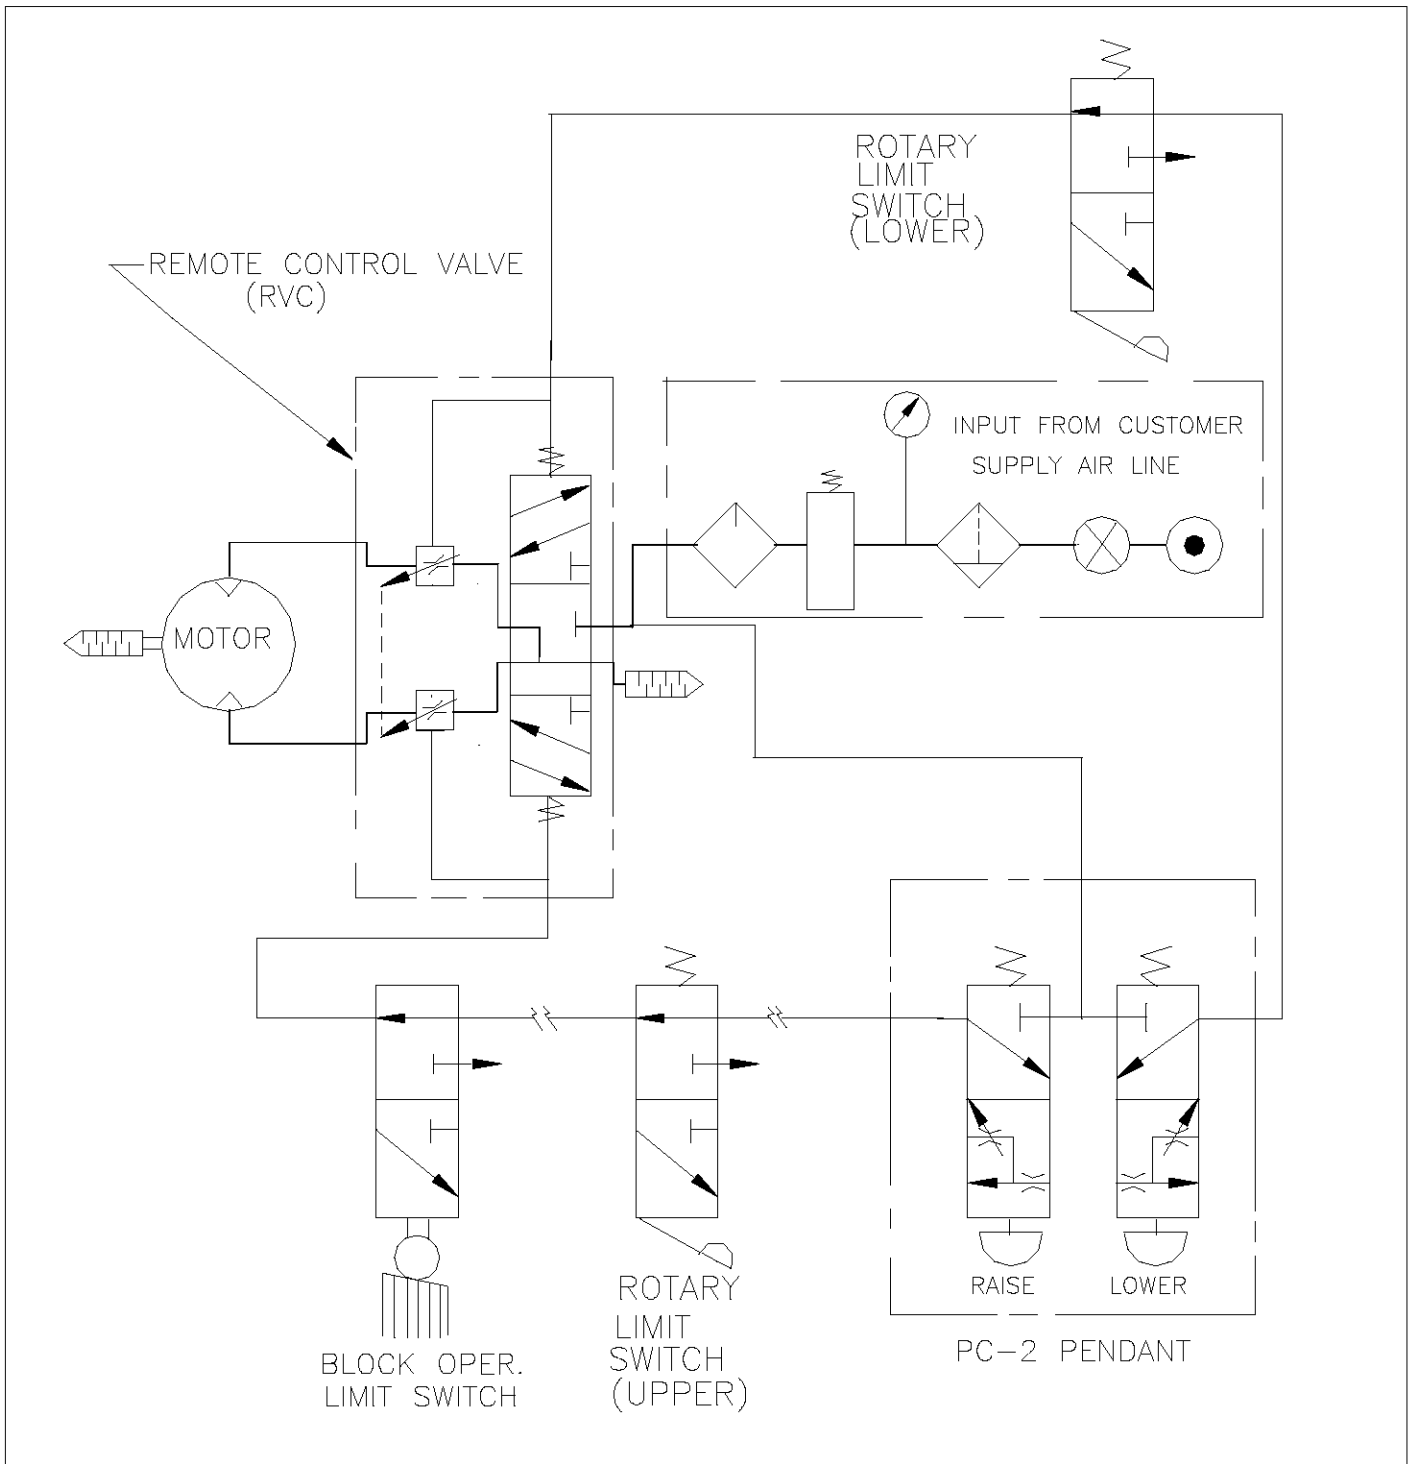 ROTARY
LIMIT
SWITCH
(LOWER)
REMOTE CONTROL VALVE
(RVC)
INPUT FROM CUSTOMER
SUPPLY AIR LINE
MOTOR
RAISE
LOWER
PC-2 PENDANT
ROTARY
LIMIT
SWITCH
(UPPER)
BLOCK OPER.
LIMIT SWITCH